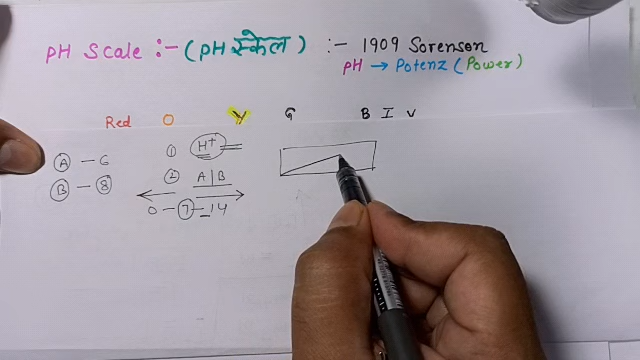 pH Scale :- (pH स्केल) :- 1909 Sorenson
pH → Potenz (Power)
Red O Y G B I V
A - 6 ① H+
B - 8 ② A | B
0 - 7 - 14